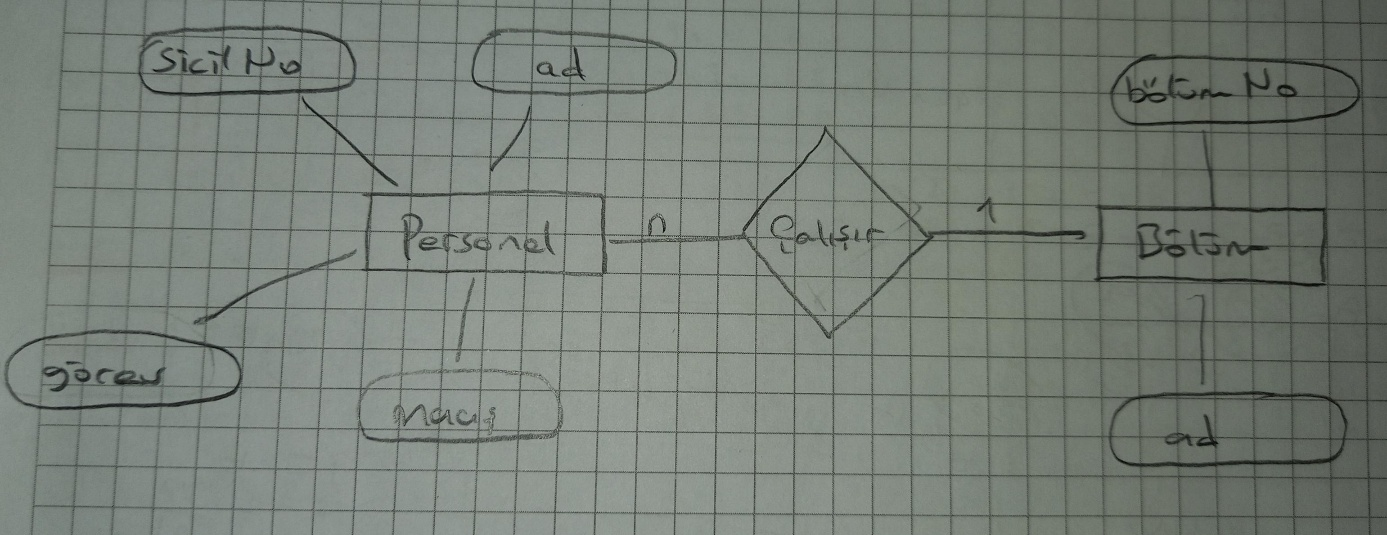 Sicil No
ad
bölüm No
Personel
n
Çalışır
1
Bölüm
görev
maaş
ad